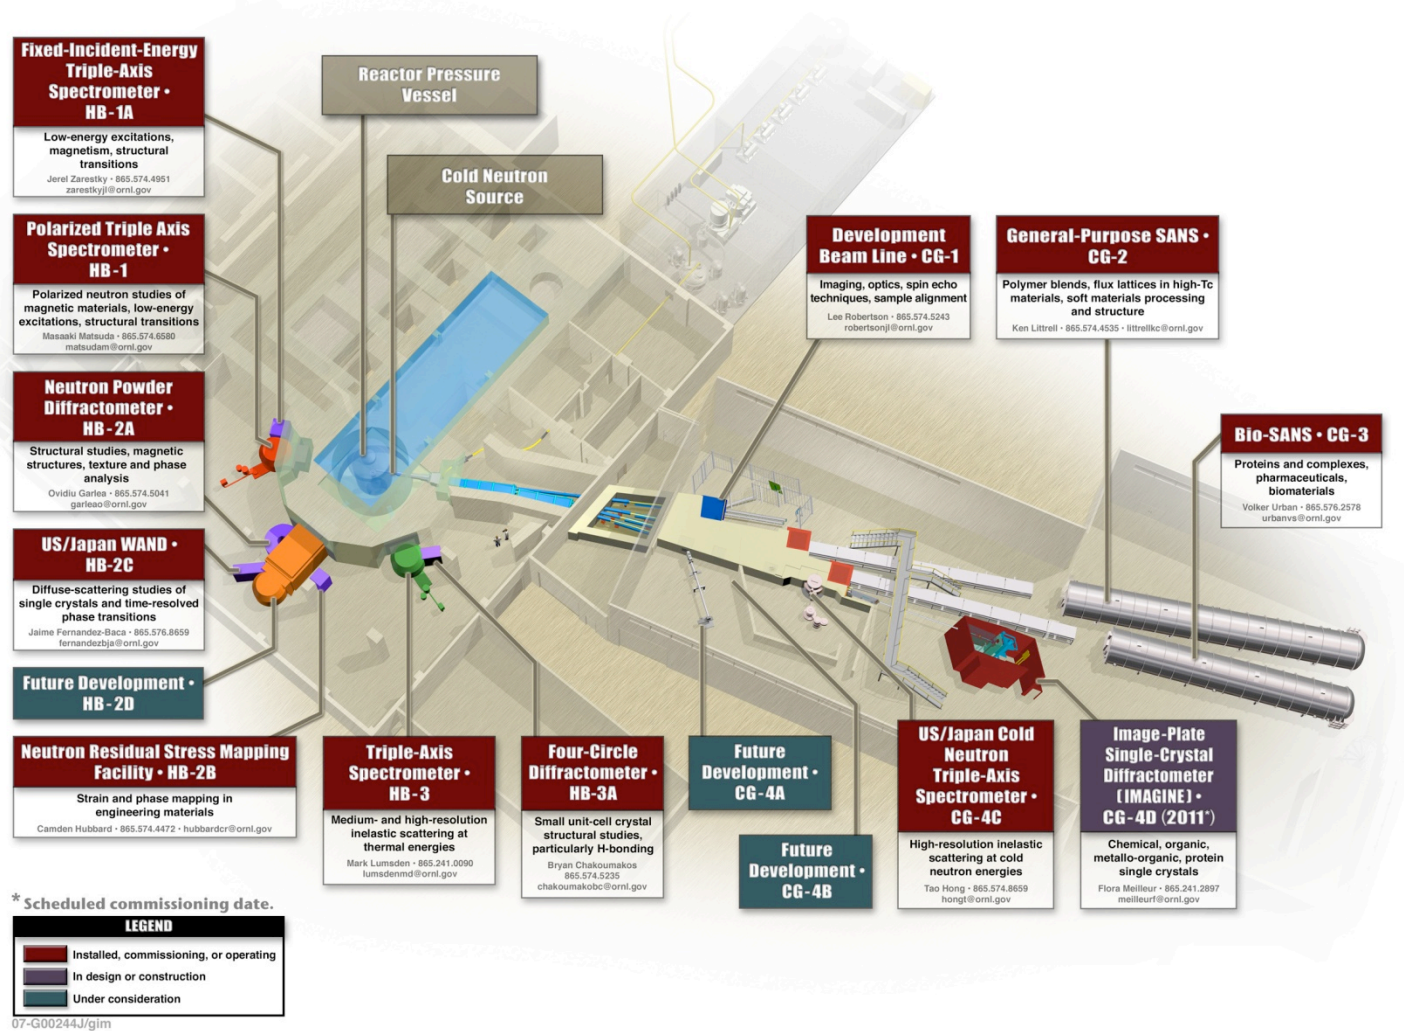 Fixed-Incident-Energy
Triple-Axis
Spectrometer •
HB-1A
Low-energy excitations,
magnetism, structural
transitions
Jerel Zarestky • 865.574.4951
zarestkyjl@ornl.gov
Reactor Pressure
Vessel
Cold Neutron
Source
Polarized Triple Axis
Spectrometer •
HB-1
Polarized neutron studies of
magnetic materials, low-energy
excitations, structural transitions
Masaaki Matsuda • 865.574.6580
matsudam@ornl.gov
Development
Beam Line • CG-1
Imaging, optics, spin echo
techniques, sample alignment
Lee Robertson • 865.574.5243
robertsonjl@ornl.gov
General-Purpose SANS •
CG-2
Polymer blends, flux lattices in high-Tc
materials, soft materials processing
and structure
Ken Littrell • 865.574.4535 • littrellkc@ornl.gov
Neutron Powder
Diffractometer •
HB-2A
Structural studies, magnetic
structures, texture and phase
analysis
Ovidiu Garlea • 865.574.5041
garleao@ornl.gov
Bio-SANS • CG-3
Proteins and complexes,
pharmaceuticals,
biomaterials
Volker Urban • 865.576.2578
urbanvs@ornl.gov
US/Japan WAND •
HB-2C
Diffuse-scattering studies of
single crystals and time-resolved
phase transitions
Jaime Fernandez-Baca • 865.576.8659
fernandezbja@ornl.gov
Future Development •
HB-2D
Neutron Residual Stress Mapping
Facility • HB-2B
Strain and phase mapping in
engineering materials
Camden Hubbard • 865.574.4472 • hubbardcr@ornl.gov
Triple-Axis
Spectrometer •
HB-3
Medium- and high-resolution
inelastic scattering at
thermal energies
Mark Lumsden • 865.241.0090
lumsdenmd@ornl.gov
Four-Circle
Diffractometer •
HB-3A
Small unit-cell crystal
structural studies,
particularly H-bonding
Bryan Chakoumakos
865.574.5235
chakoumakobc@ornl.gov
Future
Development •
CG-4A
Future
Development •
CG-4B
US/Japan Cold
Neutron
Triple-Axis
Spectrometer •
CG-4C
High-resolution inelastic
scattering at cold
neutron energies
Tao Hong • 865.574.8659
hongt@ornl.gov
Image-Plate
Single-Crystal
Diffractometer
(IMAGINE) •
CG-4D (2011*)
Chemical, organic,
metallo-organic, protein
single crystals
Flora Meilleur • 865.241.2897
meilleurf@ornl.gov
* Scheduled commissioning date.
LEGEND
Installed, commissioning, or operating
In design or construction
Under consideration
07-G00244J/gim